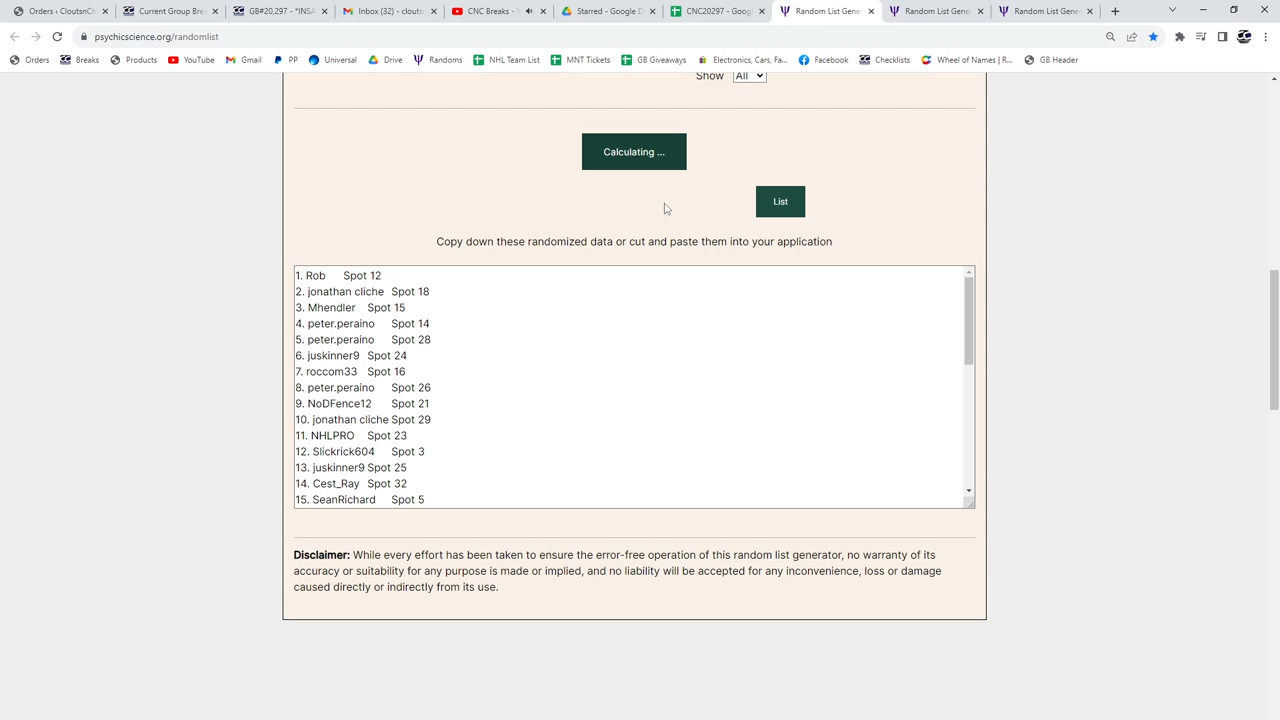 Orders ‹ CloutsnCh
Current Group Brea
GB#20,297 - *INSA
Inbox (32) - clouts
CNC Breaks - Y
Starred - Google D
CNC20297 - Goog
Random List Gene
Random List Gene
Random List Gene
psychicscience.org/randomlist
Orders
Breaks
Products
YouTube
Gmail
PP
Universal
Drive
Randoms
NHL Team List
MNT Tickets
GB Giveaways
Electronics, Cars, Fa...
Facebook
Checklists
Wheel of Names | R...
GB Header
Show All
Calculating ...
List
Copy down these randomized data or cut and paste them into your application
1. Rob Spot 12
2. jonathan cliche Spot 18
3. Mhendler Spot 15
4. peter.peraino Spot 14
5. peter.peraino Spot 28
6. juskinner9 Spot 24
7. roccom33 Spot 16
8. peter.peraino Spot 26
9. NoDFence12 Spot 21
10. jonathan cliche Spot 29
11. NHLPRO Spot 23
12. Slickrick604 Spot 3
13. juskinner9 Spot 25
14. Cest_Ray Spot 32
15. SeanRichard Spot 5
Disclaimer: While every effort has been taken to ensure the error-free operation of this random list generator, no warranty of its
accuracy or suitability for any purpose is made or implied, and no liability will be accepted for any inconvenience, loss or damage
caused directly or indirectly from its use.